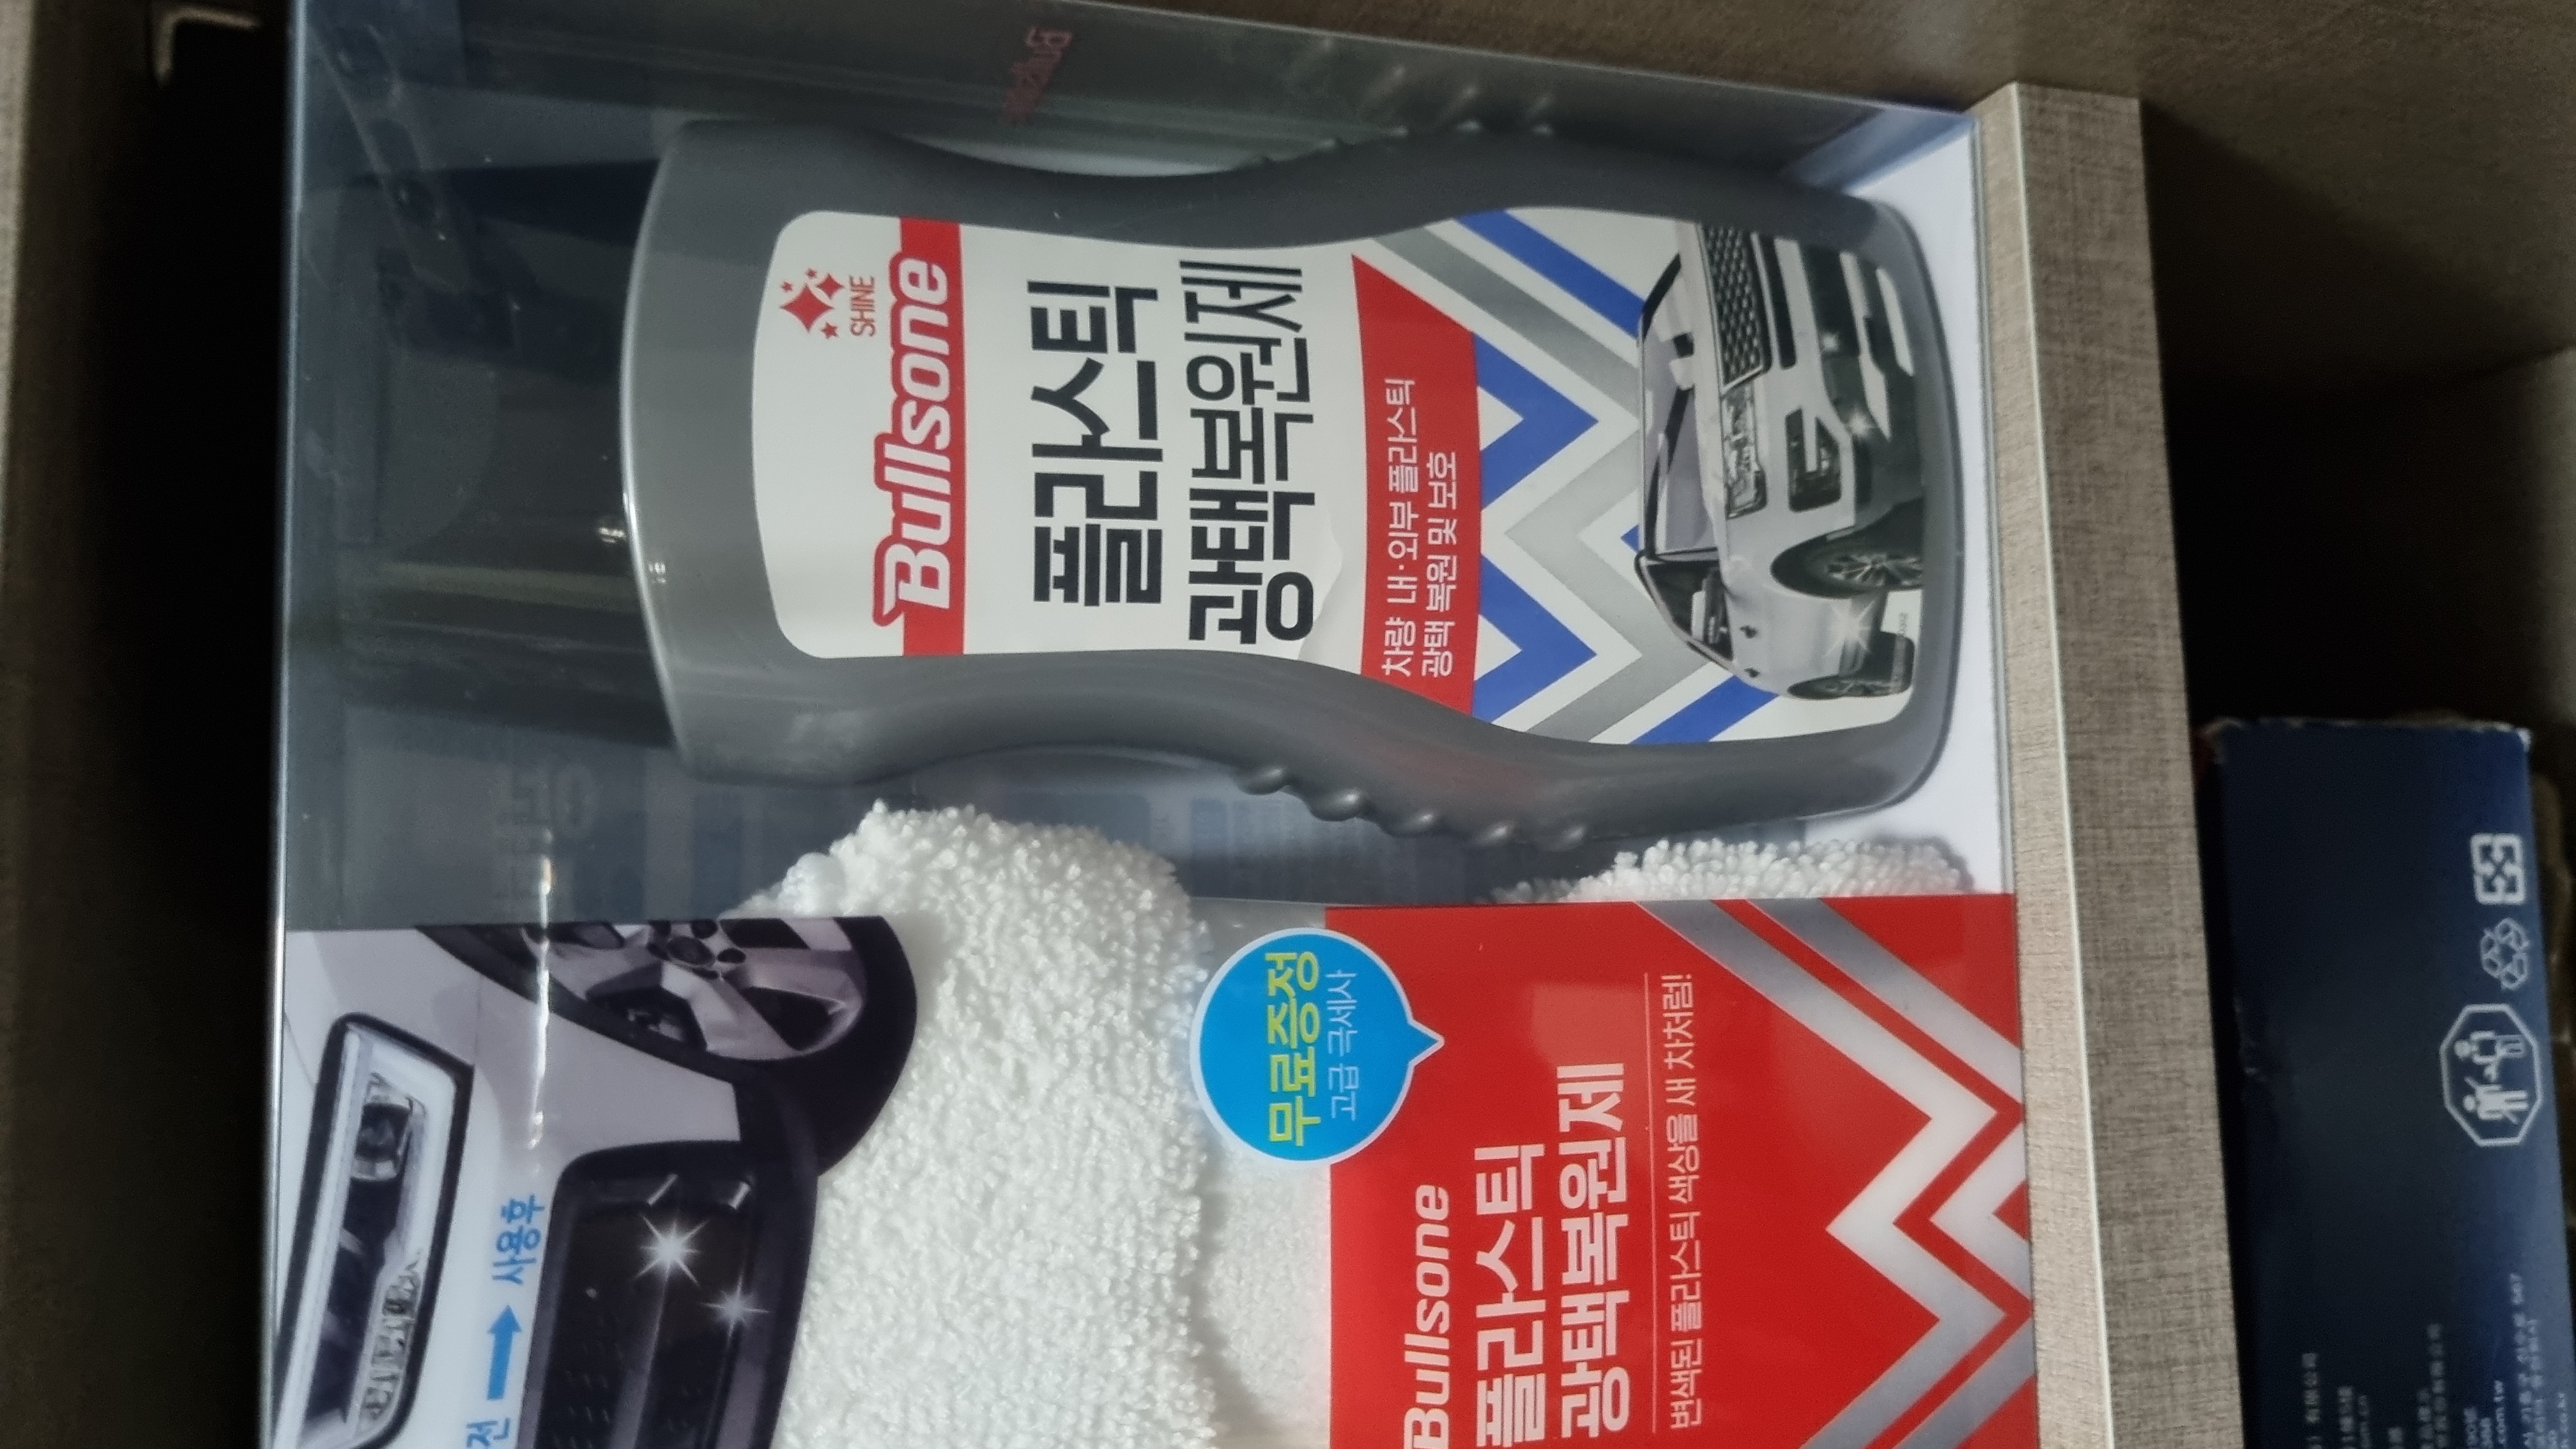 SHINE
Bullsone
플라스틱
광택복원제
차량 내·외부 플라스틱
광택 복원 및 보호
무료증정
고급 극세사
Bullsone
플라스틱
광택복원제
변색된 플라스틱 색상을 새 차처럼!
전 → 사용후